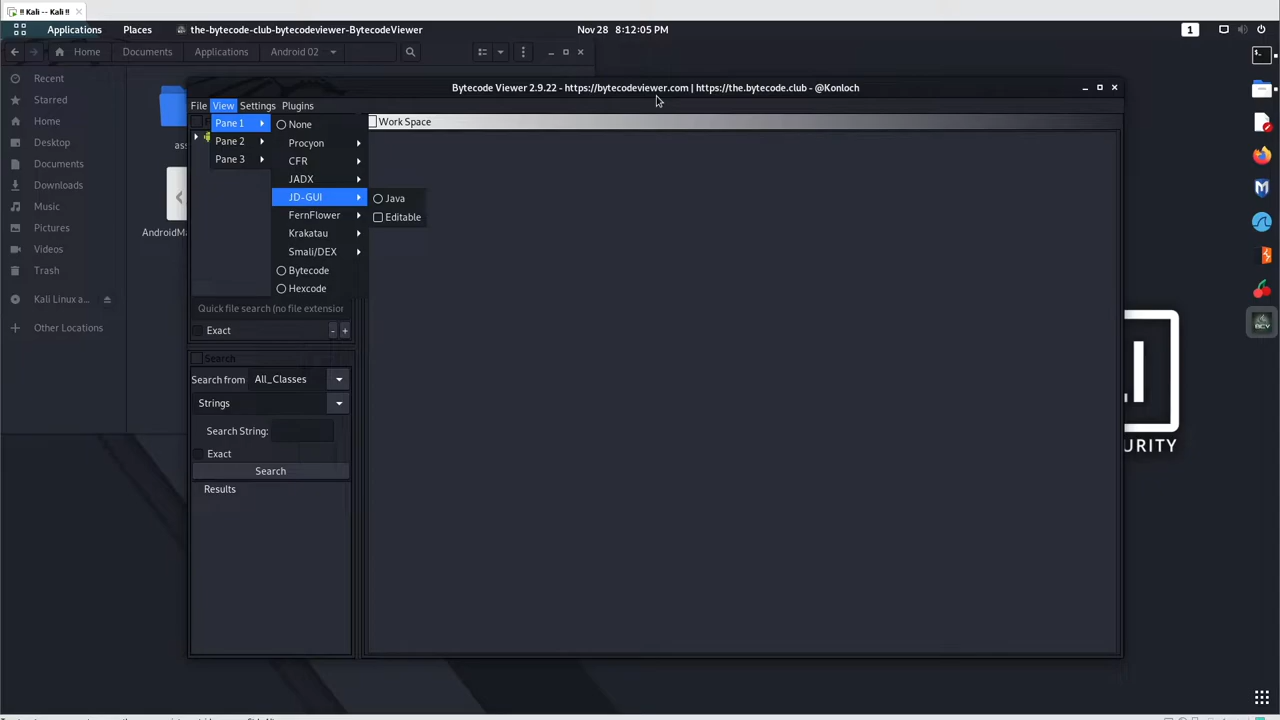 !! Kali -- Kali !!
Applications
Places
the-bytecode-club-bytecodeviewer-BytecodeViewer
Nov 28 8:12:05 PM
1
Home
Documents
Applications
Android 02
Recent
Starred
Home
Desktop
Documents
Downloads
Music
Pictures
Videos
Trash
Kali Linux a...
Other Locations
ass
AndroidMa
Bytecode Viewer 2.9.22 - https://bytecodeviewer.com | https://the.bytecode.club - @Konloch
File
View
Settings
Plugins
Work Space
Pane 1
Pane 2
Pane 3
None
Procyon
CFR
JADX
JD-GUI
FernFlower
Krakatau
Smali/DEX
Bytecode
Hexcode
Java
Editable
Quick file search (no file extension
Exact
- +
Search
Search from
All_Classes
Strings
Search String:
Exact
Search
Results
BCV
URITY